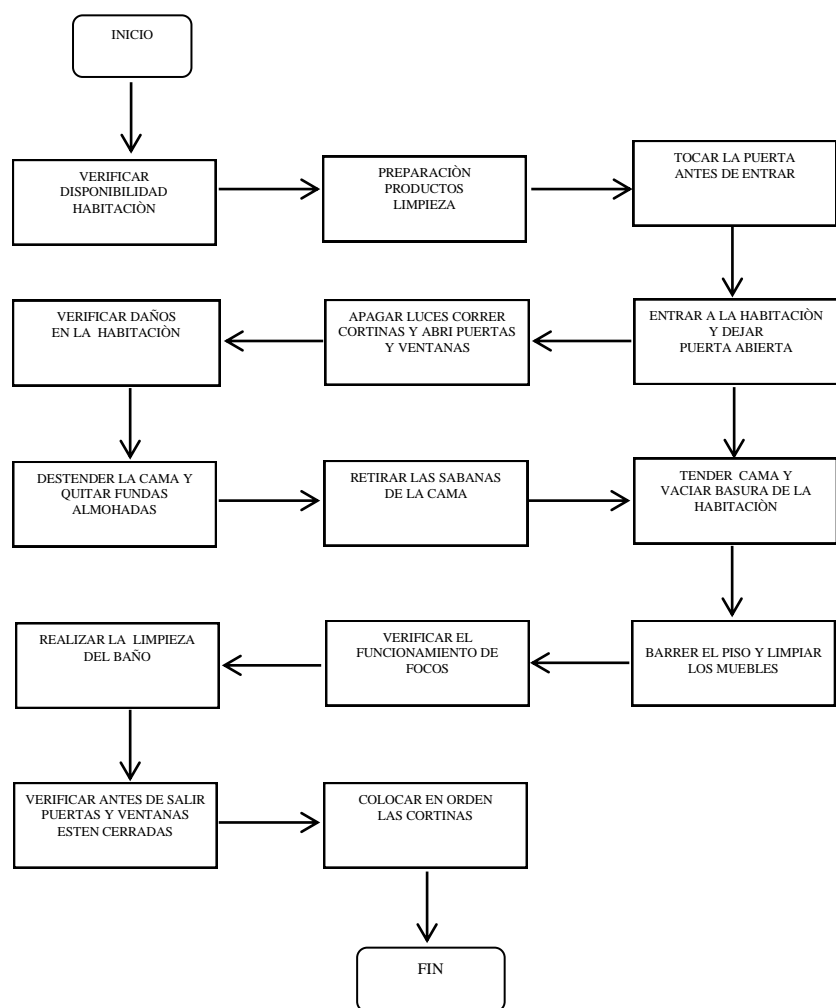 INICIO
VERIFICAR
DISPONIBILIDAD
HABITACIÒN
PREPARACIÒN
PRODUCTOS
LIMPIEZA
TOCAR LA PUERTA
ANTES DE ENTRAR
ENTRAR A LA HABITACIÒN
Y DEJAR
PUERTA ABIERTA
APAGAR LUCES CORRER
CORTINAS Y ABRI PUERTAS
Y VENTANAS
VERIFICAR DAÑOS
EN LA HABITACIÒN
DESTENDER LA CAMA Y
QUITAR FUNDAS
ALMOHADAS
RETIRAR LAS SABANAS
DE LA CAMA
TENDER CAMA Y
VACIAR BASURA DE LA
HABITACIÒN
BARRER EL PISO Y LIMPIAR
LOS MUEBLES
VERIFICAR EL
FUNCIONAMIENTO DE
FOCOS
REALIZAR LA LIMPIEZA
DEL BAÑO
VERIFICAR ANTES DE SALIR
PUERTAS Y VENTANAS
ESTEN CERRADAS
COLOCAR EN ORDEN
LAS CORTINAS
FIN